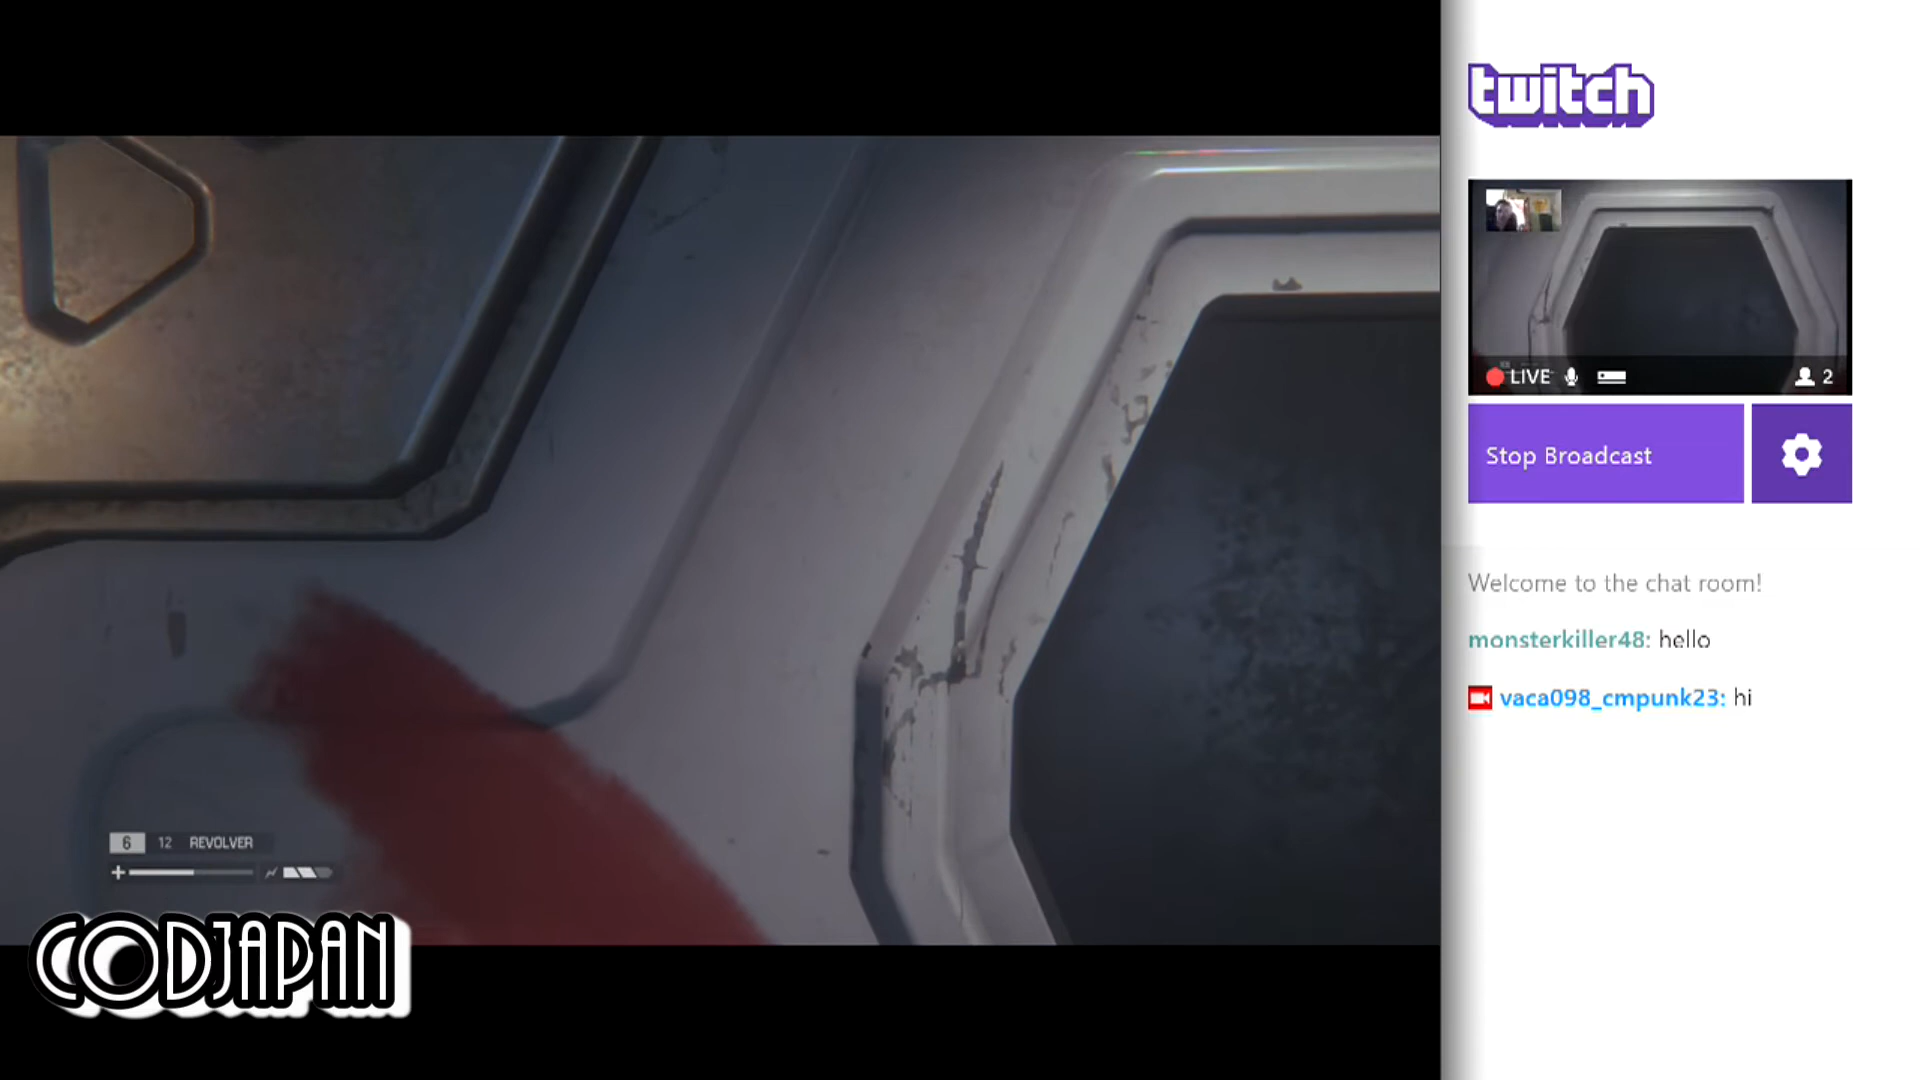 twitch
LIVE
2
Stop Broadcast
Welcome to the chat room!
monsterkiller48: hello
vaca098_cmpunk23: hi
6 12 REVOLVER
CODJAPAN